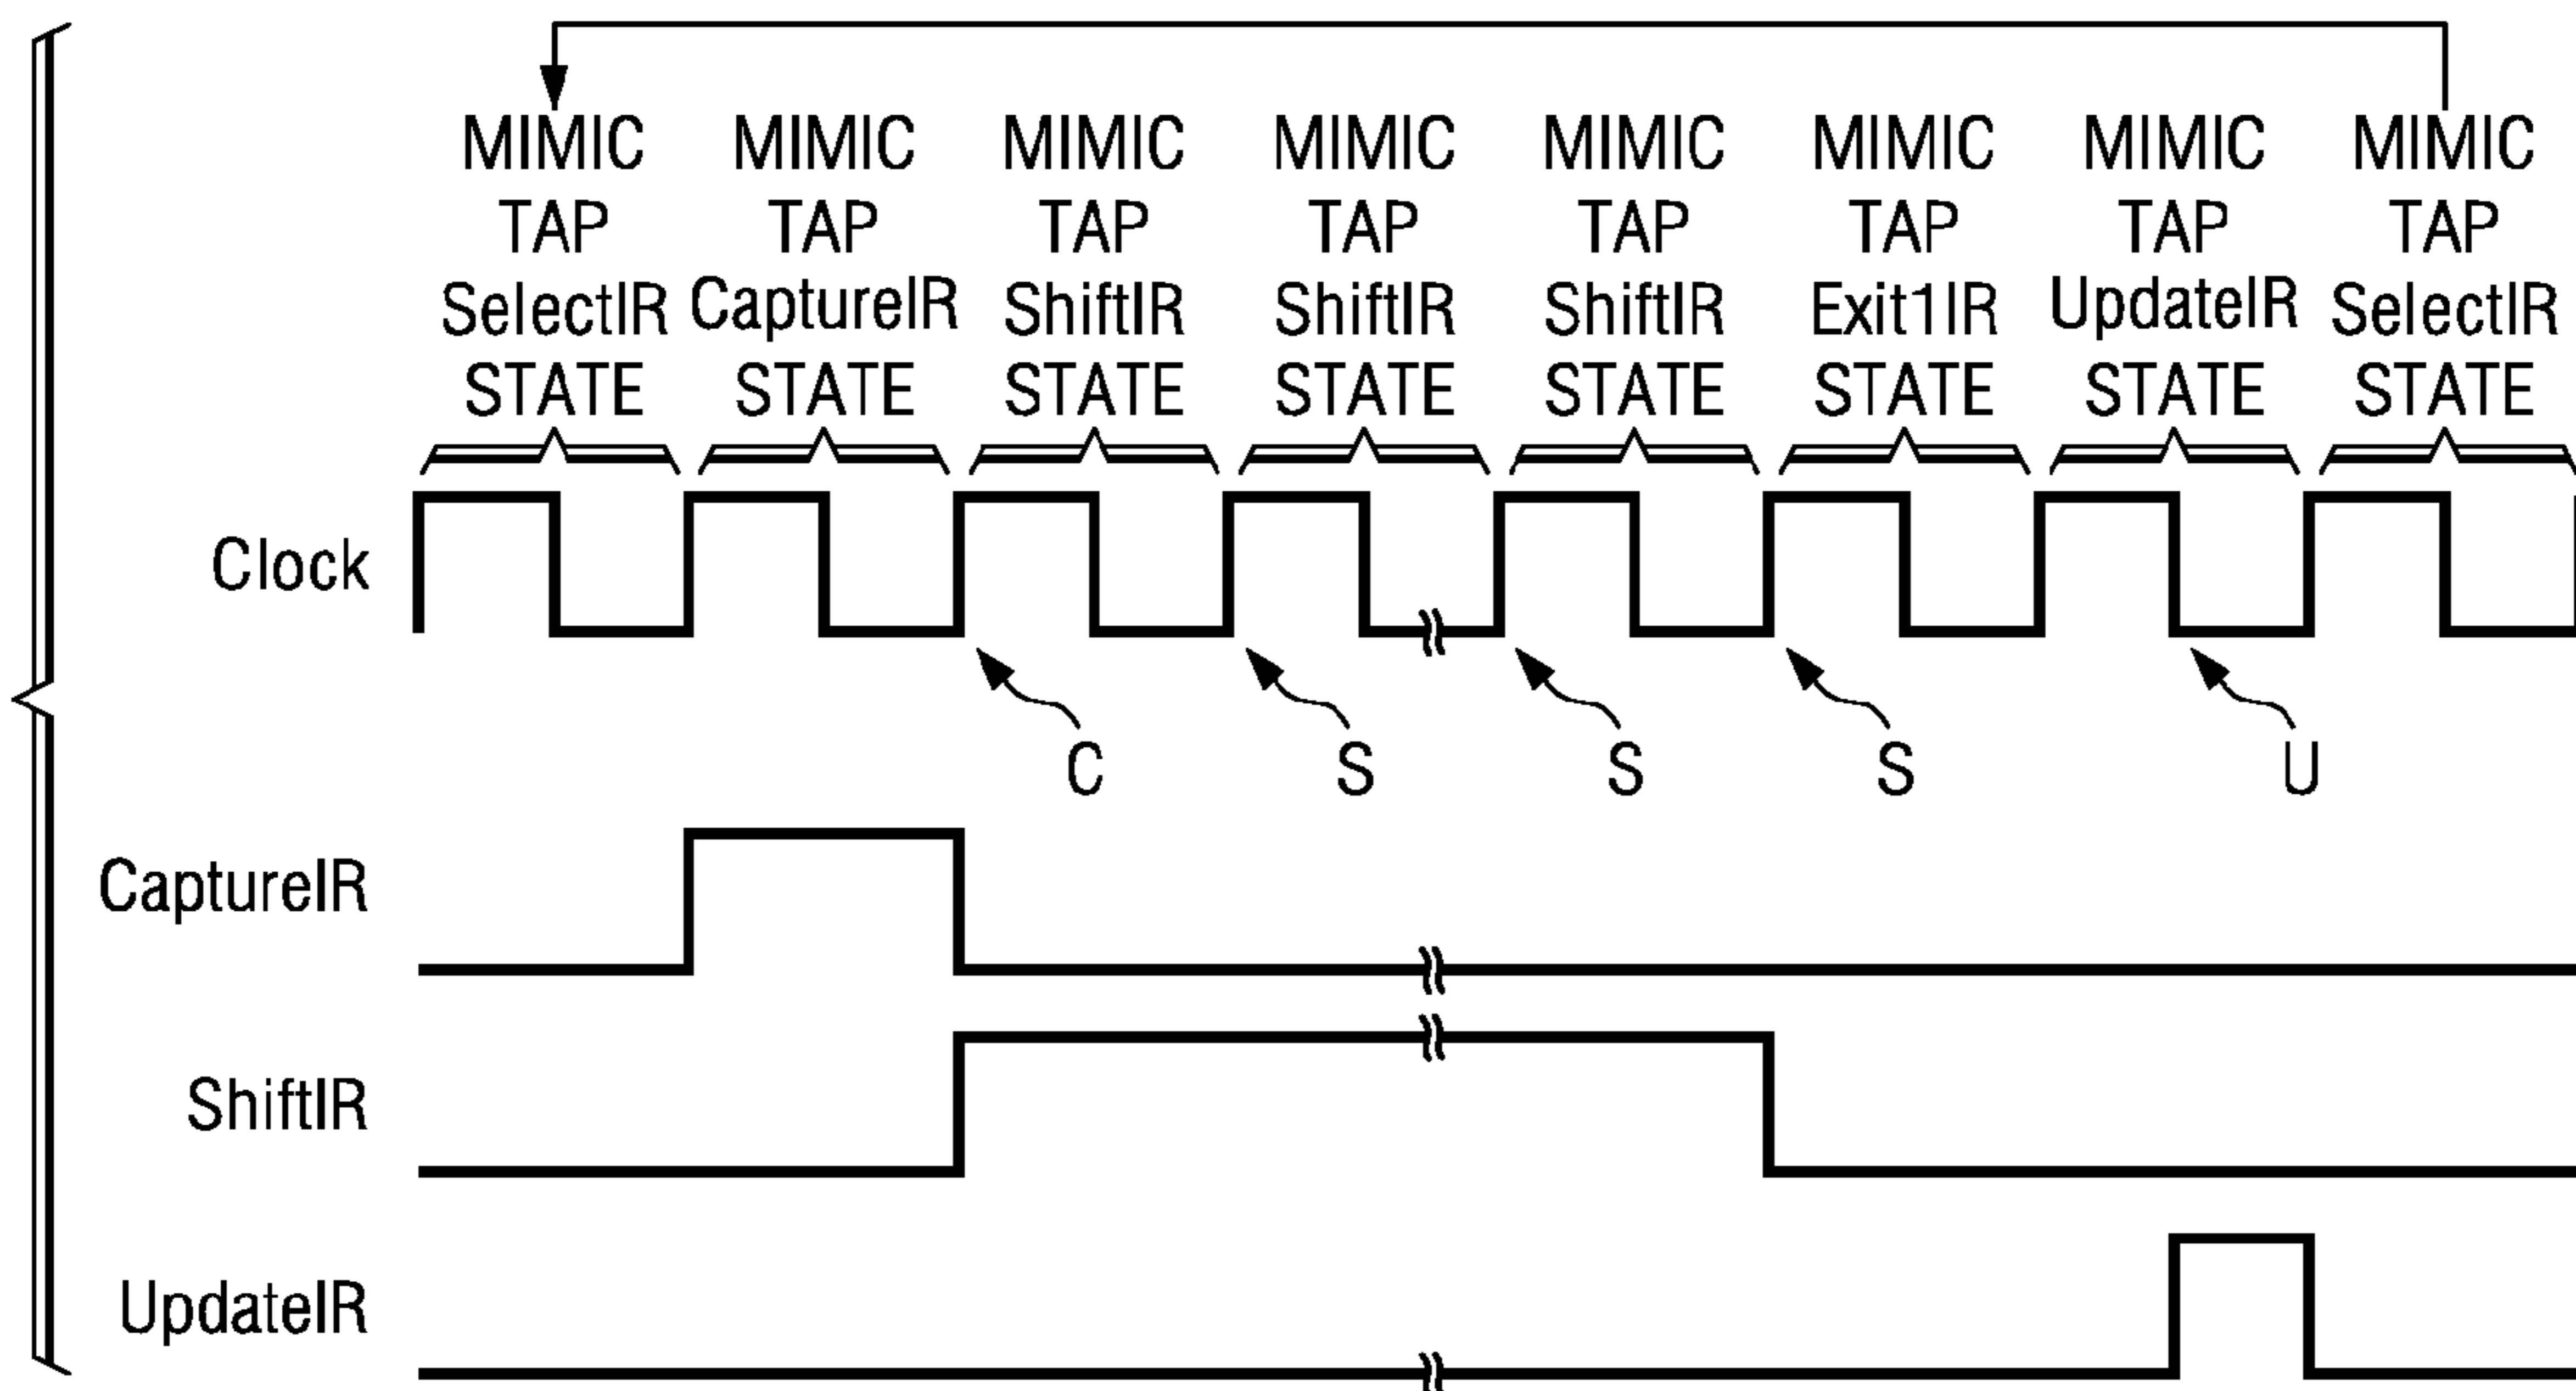 MIMIC TAP SelectIR STATE
MIMIC TAP CaptureIR STATE
MIMIC TAP ShiftIR STATE
MIMIC TAP ShiftIR STATE
MIMIC TAP ShiftIR STATE
MIMIC TAP Exit1IR STATE
MIMIC TAP UpdateIR STATE
MIMIC TAP SelectIR STATE
Clock
C S S S U
CaptureIR
ShiftIR
UpdateIR